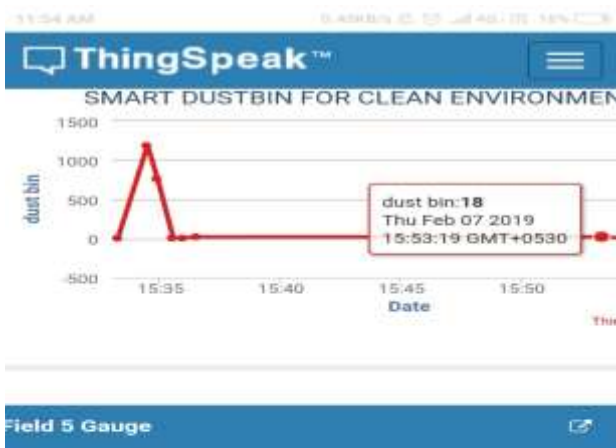 11:54 AM
ThingSpeak™
SMART DUSTBIN FOR CLEAN ENVIRONMEN
1500
1000
500
0
-500
dust bin
dust bin:18
Thu Feb 07 2019
15:53:19 GMT+0530
15:35 15:40 15:45 15:50
Date
Field 5 Gauge